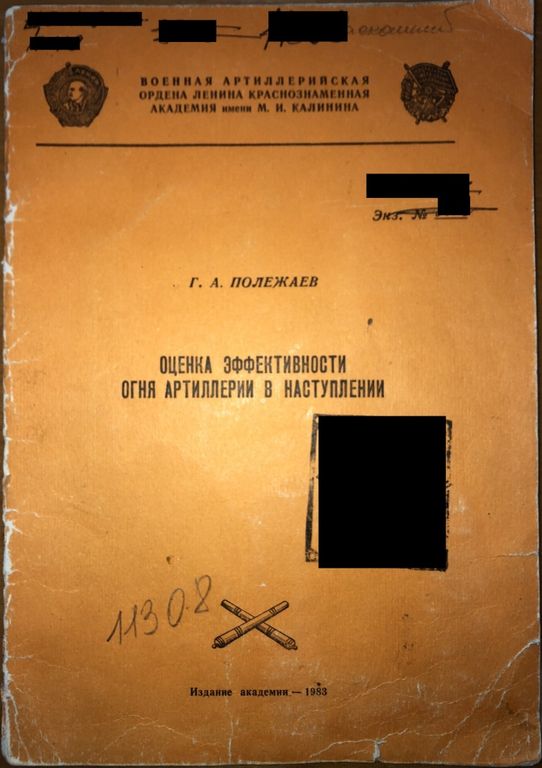 ВОЕННАЯ АРТИЛЛЕРИЙСКАЯ
ОРДЕНА ЛЕНИНА КРАСНОЗНАМЕННАЯ
АКАДЕМИЯ имени М. И. КАЛИНИНА
Экз. №
Г. А. ПОЛЕЖАЕВ
ОЦЕНКА ЭФФЕКТИВНОСТИ
ОГНЯ АРТИЛЛЕРИИ В НАСТУПЛЕНИИ
11308
Издание академии — 1983